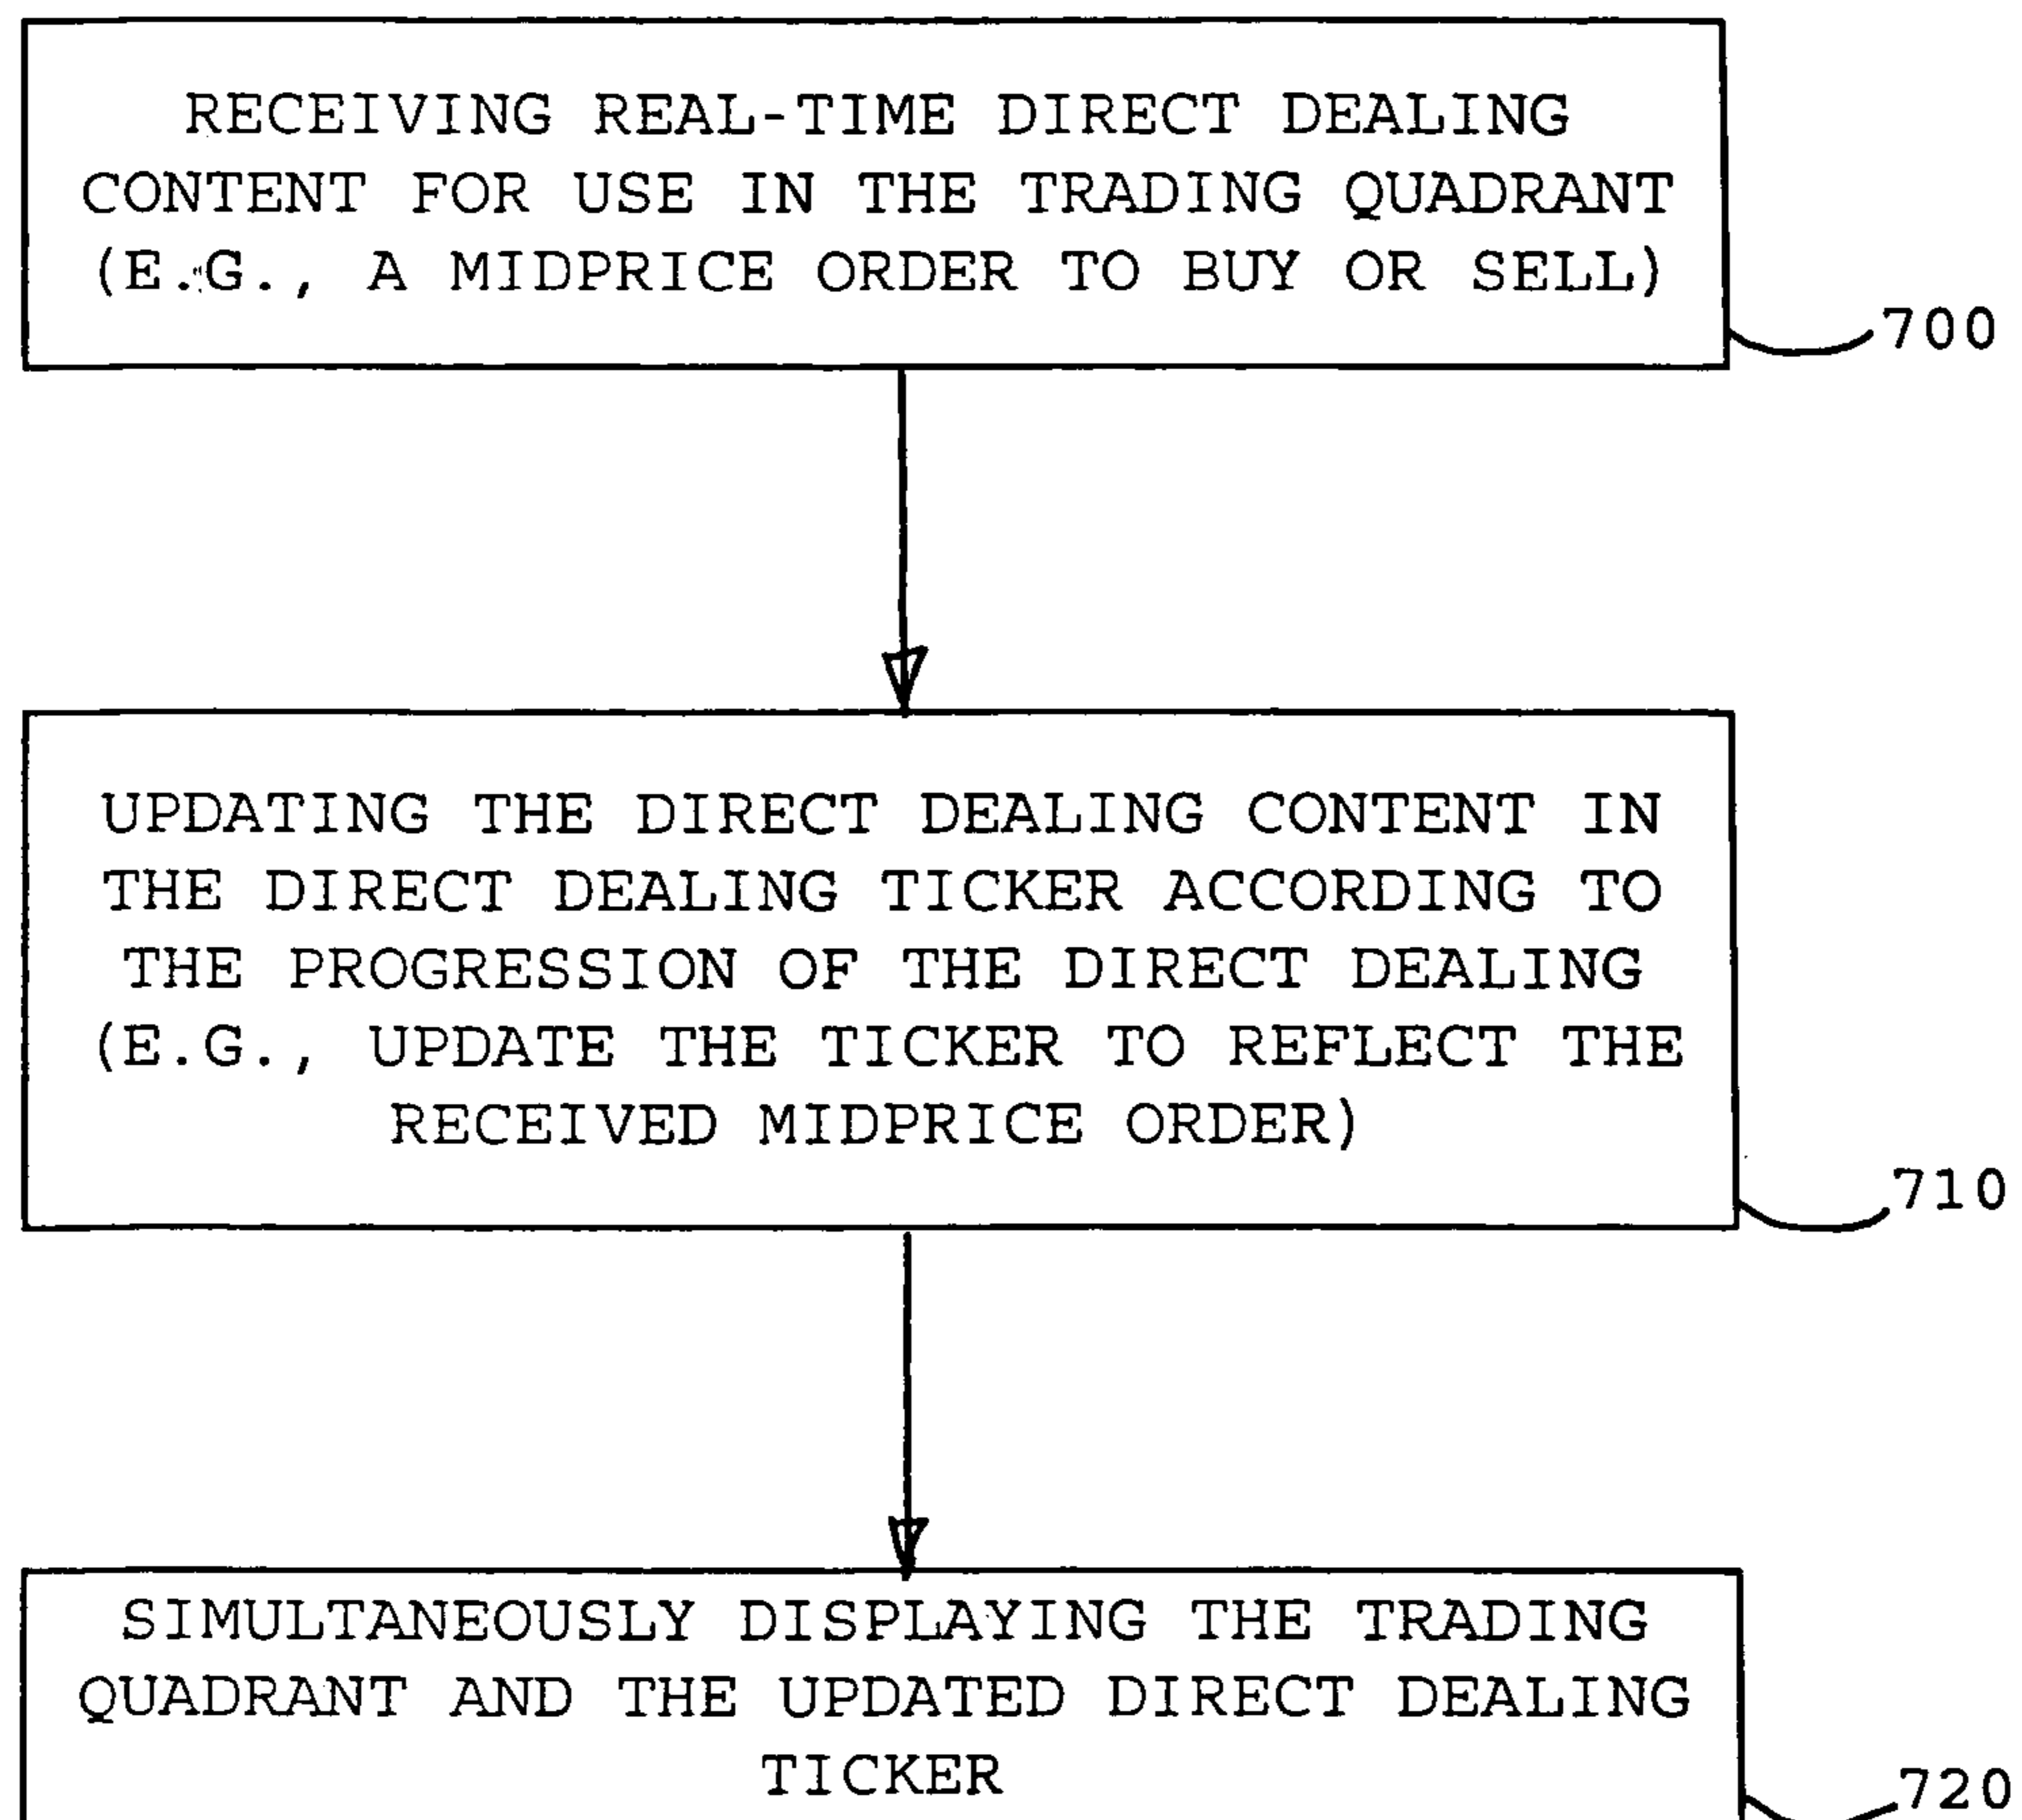 RECEIVING REAL-TIME DIRECT DEALING
CONTENT FOR USE IN THE TRADING QUADRANT
(E.G., A MIDPRICE ORDER TO BUY OR SELL)
700
UPDATING THE DIRECT DEALING CONTENT IN
THE DIRECT DEALING TICKER ACCORDING TO
THE PROGRESSION OF THE DIRECT DEALING
(E.G., UPDATE THE TICKER TO REFLECT THE
RECEIVED MIDPRICE ORDER)
710
SIMULTANEOUSLY DISPLAYING THE TRADING
QUADRANT AND THE UPDATED DIRECT DEALING
TICKER
720